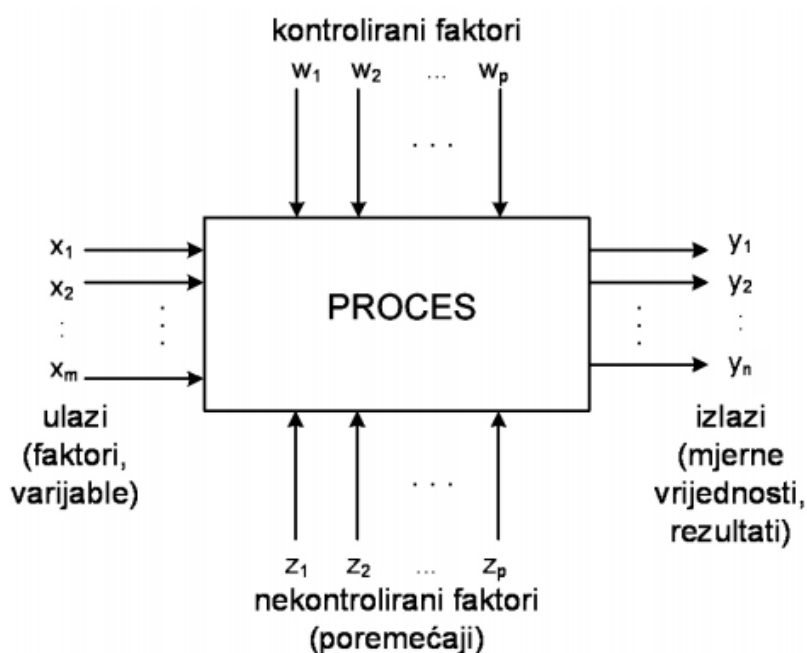 kontrolirani faktori
w1 w2 ... wp
. . .
x1
x2
⋮
xm
ulazi
(faktori,
varijable)
PROCES
y1
y2
⋮
yn
izlazi
(mjerne
vrijednosti,
rezultati)
. . .
z1 z2 ... zp
nekontrolirani faktori
(poremećaji)